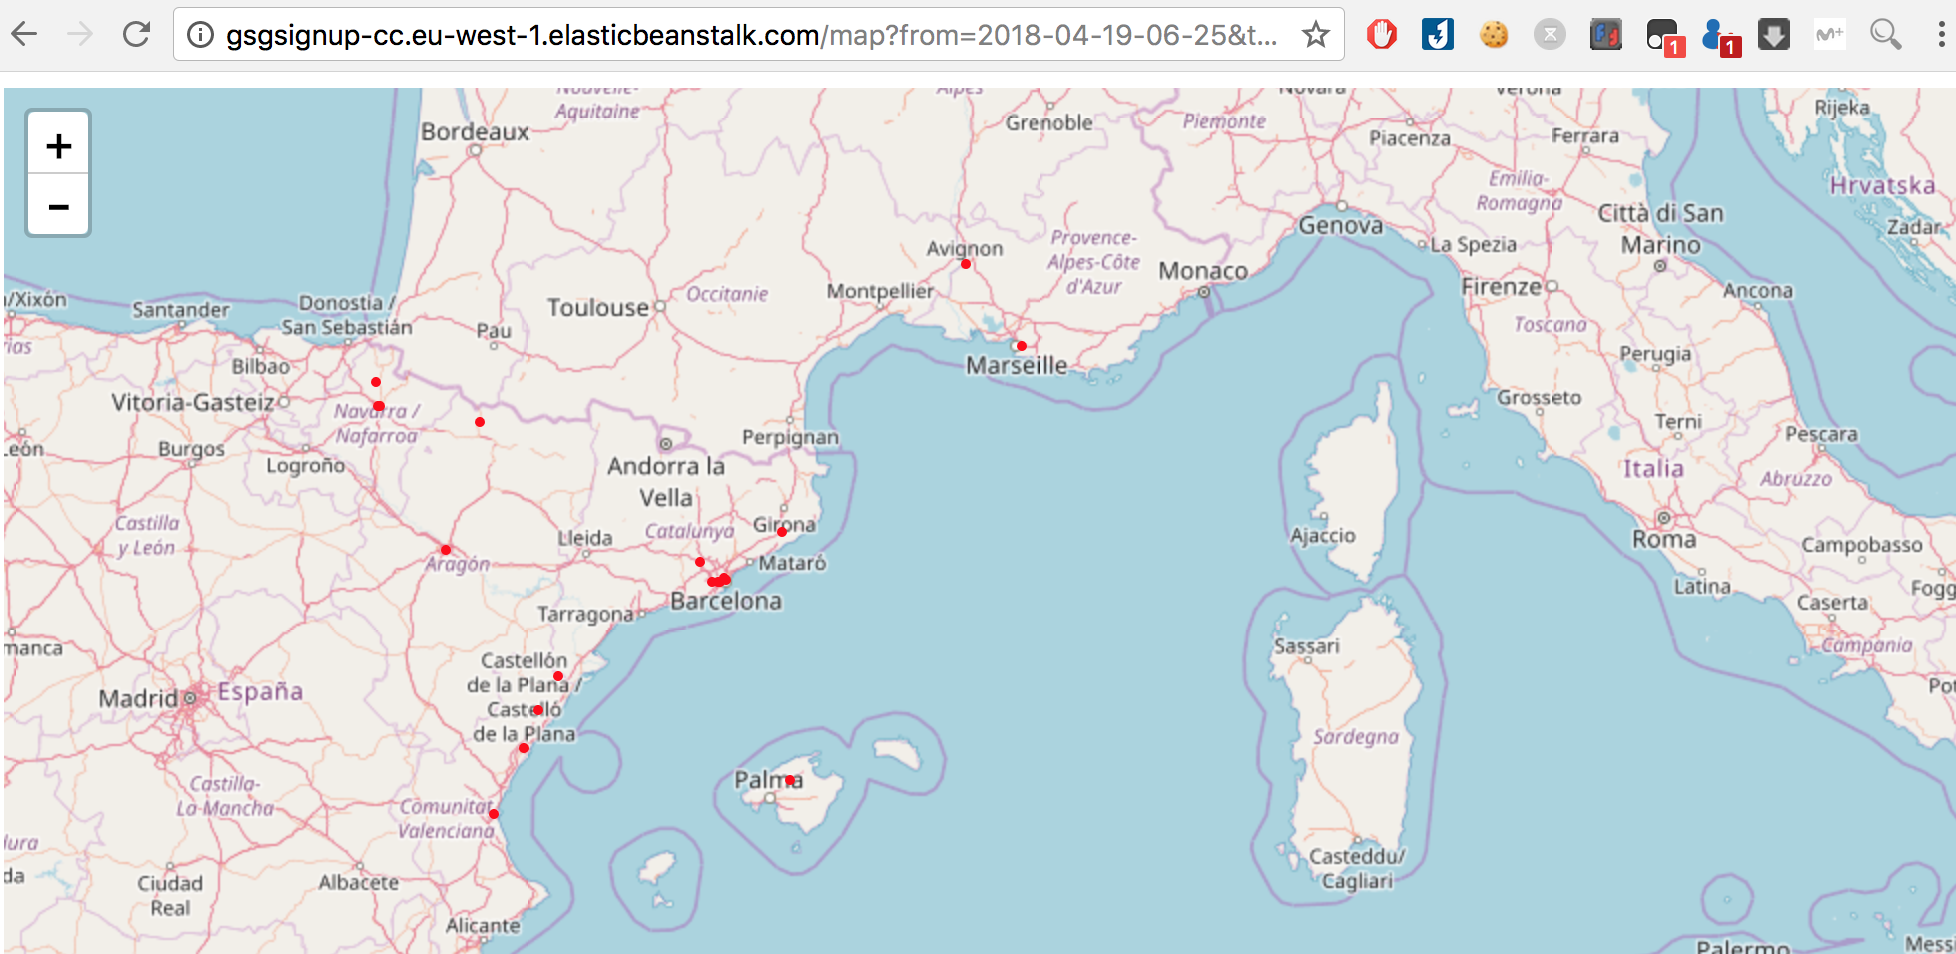 gsgsignup-cc.eu-west-1.elasticbeanstalk.com/map?from=2018-04-19-06-25&t...
1
1
+
−
Nouvelle-
Aquitaine
Alpes
Novara
Verona
Rijeka
Bordeaux
Grenoble
Piemonte
Piacenza
Ferrara
Emilia-
Romagna
Hrvatska
Città di San
Marino
Zadar
Genova
La Spezia
Avignon
Provence-
Alpes-Côte
d'Azur
Monaco
Firenze
Ancona
/Xixón
Santander
Donostia /
San Sebastián
Pau
Toulouse
Occitanie
Montpellier
Toscana
Perugia
rias
Bilbao
Marseille
Vitoria-Gasteiz
Navarra /
Nafarroa
Grosseto
Terni
Pescara
León
Burgos
Logroño
Perpignan
Andorra la
Vella
Italia
Abruzzo
Castilla
y León
Lleida
Catalunya
Girona
Ajaccio
Roma
Campobasso
Aragón
Mataró
Latina
Fogg
Barcelona
Tarragona
Caserta
Campania
manca
Sassari
Castellón
de la Plana /
Castelló
de la Plana
Madrid
España
Pot
Sardegna
Castilla-
La Mancha
Comunitat
Valenciana
Palma
dura
da
Ciudad
Real
Albacete
Casteddu/
Cagliari
Alicante
Palermo
Messi